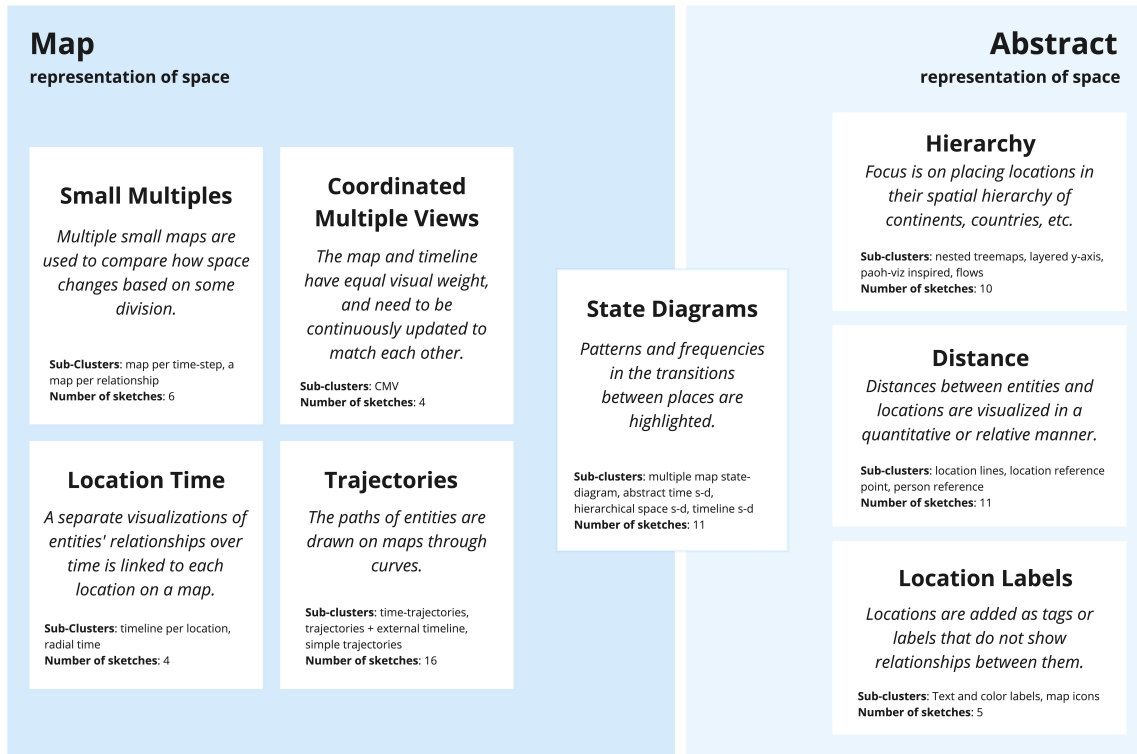 Map
representation of space
Small Multiples
Multiple small maps are
used to compare how space
changes based on some
division.
Sub-Clusters: map per time-step, a
map per relationship
Number of sketches: 6
Coordinated
Multiple Views
The map and timeline
have equal visual weight,
and need to be
continuously updated to
match each other.
Sub-clusters: CMV
Number of sketches: 4
Location Time
A separate visualizations of
entities' relationships over
time is linked to each
location on a map.
Sub-Clusters: timeline per location,
radial time
Number of sketches: 4
Trajectories
The paths of entities are
drawn on maps through
curves.
Sub-clusters: time-trajectories,
trajectories + external timeline,
simple trajectories
Number of sketches: 16
State Diagrams
Patterns and frequencies
in the transitions
between places are
highlighted.
Sub-clusters: multiple map state-
diagram, abstract time s-d,
hierarchical space s-d, timeline s-d
Number of sketches: 11
Abstract
representation of space
Hierarchy
Focus is on placing locations in
their spatial hierarchy of
continents, countries, etc.
Sub-clusters: nested treemaps, layered y-axis,
paoh-viz inspired, flows
Number of sketches: 10
Distance
Distances between entities and
locations are visualized in a
quantitative or relative manner.
Sub-clusters: location lines, location reference
point, person reference
Number of sketches: 11
Location Labels
Locations are added as tags or
labels that do not show
relationships between them.
Sub-clusters: Text and color labels, map icons
Number of sketches: 5